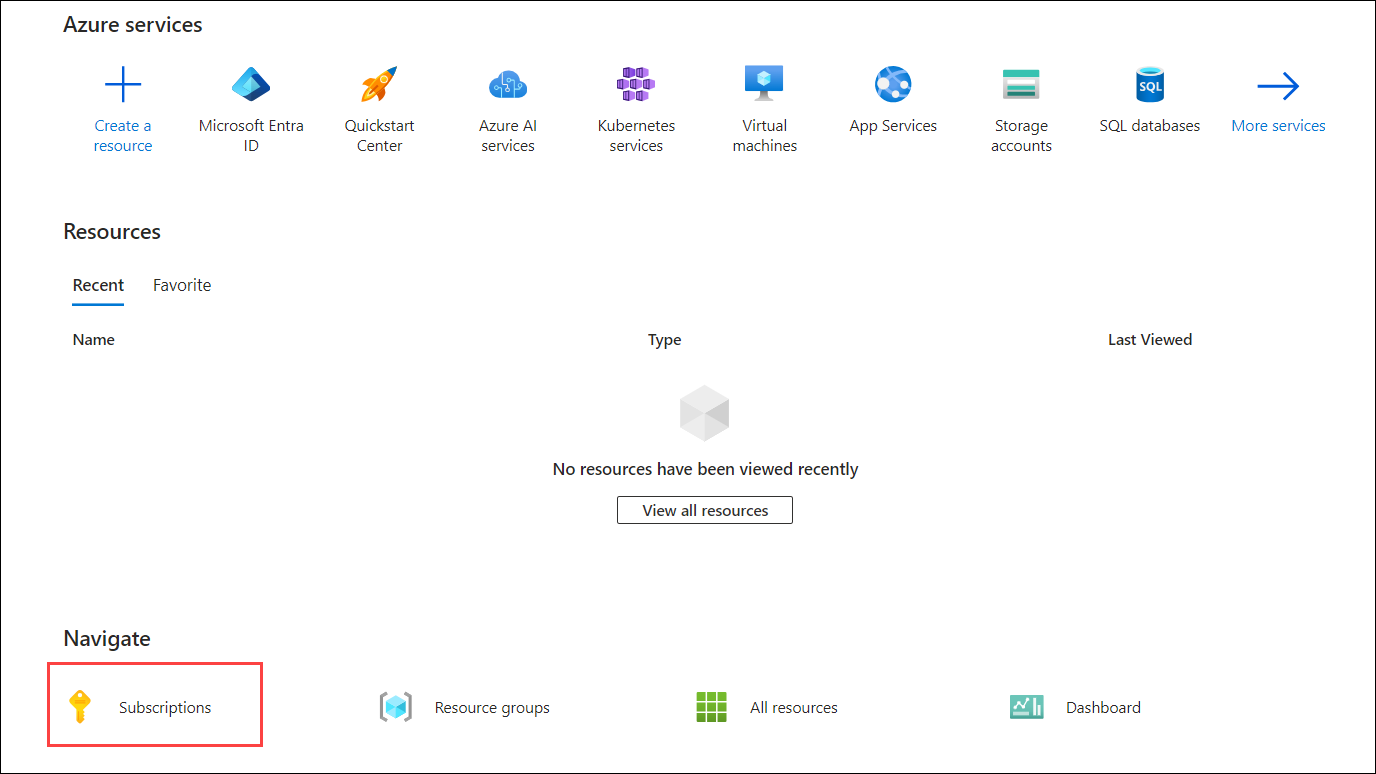 Azure services
Create a
resource
Microsoft Entra
ID
Quickstart
Center
Azure AI
services
Kubernetes
services
Virtual
machines
App Services
Storage
accounts
SQL
SQL databases
More services
Resources
Recent
Favorite
Name
Type
Last Viewed
No resources have been viewed recently
View all resources
Navigate
Subscriptions
Resource groups
All resources
Dashboard